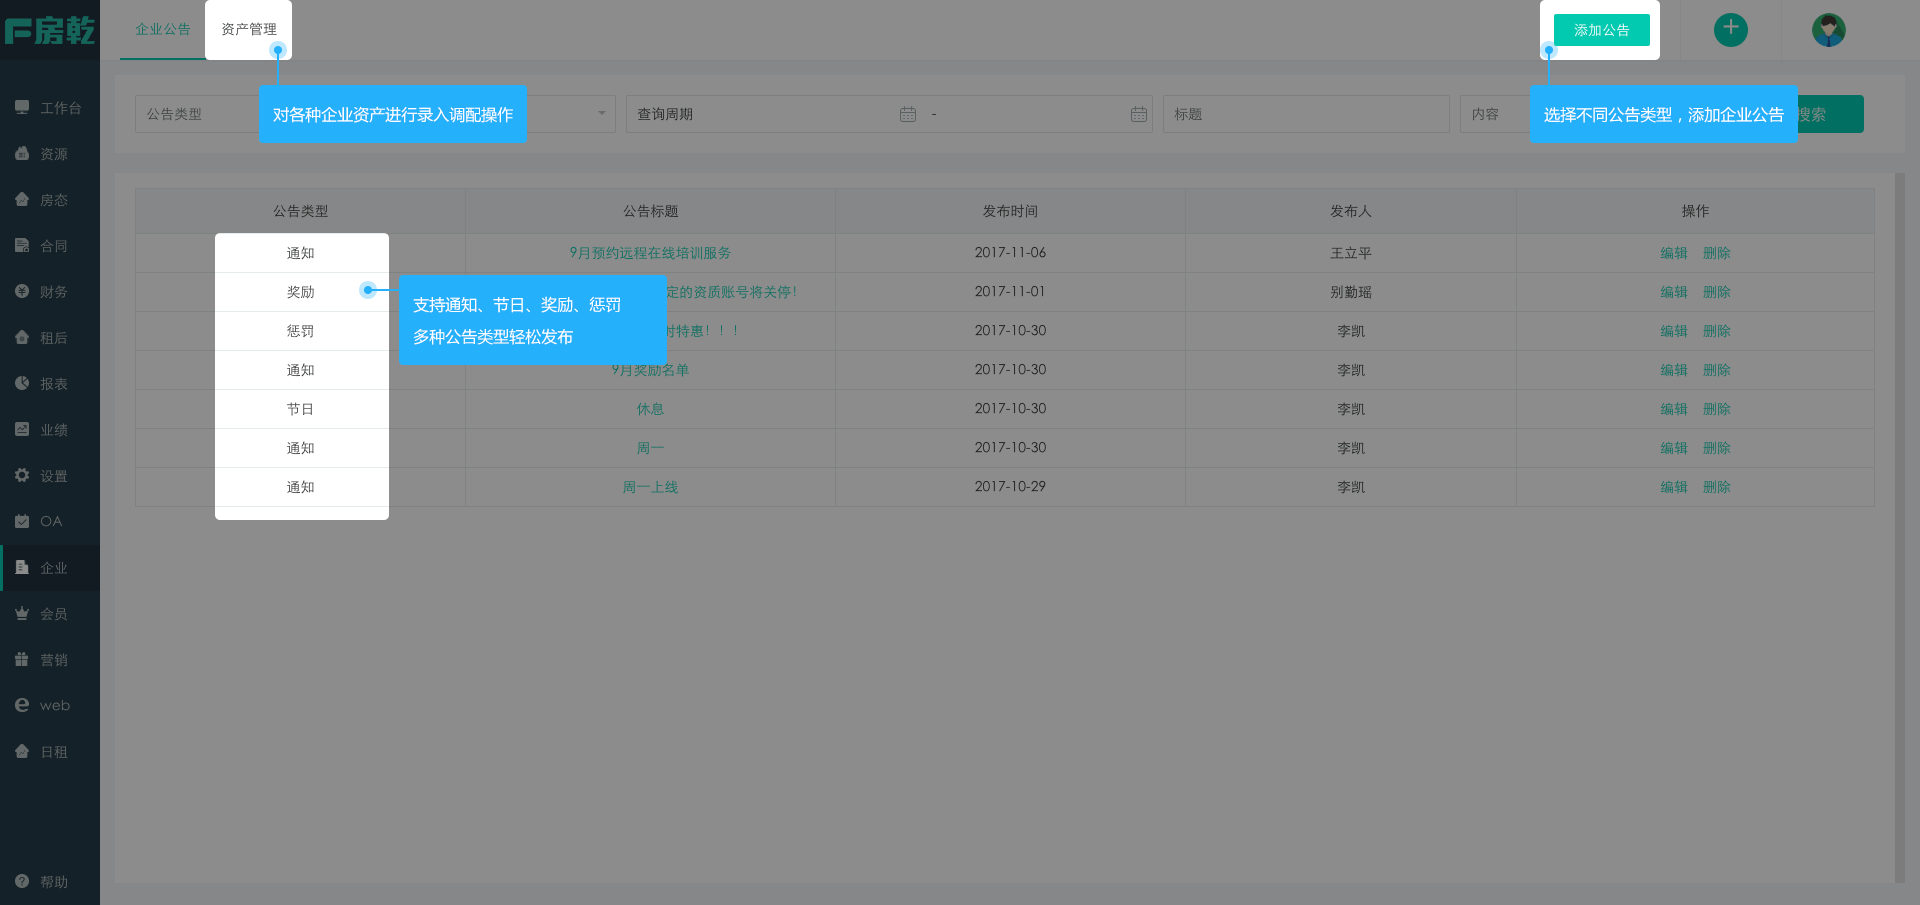 房乾
企业公告 资产管理 添加公告
对各种企业资产进行录入调配操作
选择不同公告类型，添加企业公告
公告类型 查询周期 - 标题 内容 搜索
公告类型 公告标题 发布时间 发布人 操作
通知 9月预约远程在线培训服务 2017-11-06 王立平 编辑 删除
奖励 定的资质账号将关停！ 2017-11-01 别勤瑶 编辑 删除
惩罚 时特惠！！！ 2017-10-30 李凯 编辑 删除
通知 9月奖励名单 2017-10-30 李凯 编辑 删除
节日 休息 2017-10-30 李凯 编辑 删除
通知 周一 2017-10-30 李凯 编辑 删除
通知 周一上线 2017-10-29 李凯 编辑 删除
支持通知、节日、奖励、惩罚
多种公告类型轻松发布
工作台
资源
房态
合同
财务
租后
报表
业绩
设置
OA
企业
会员
营销
web
日租
帮助